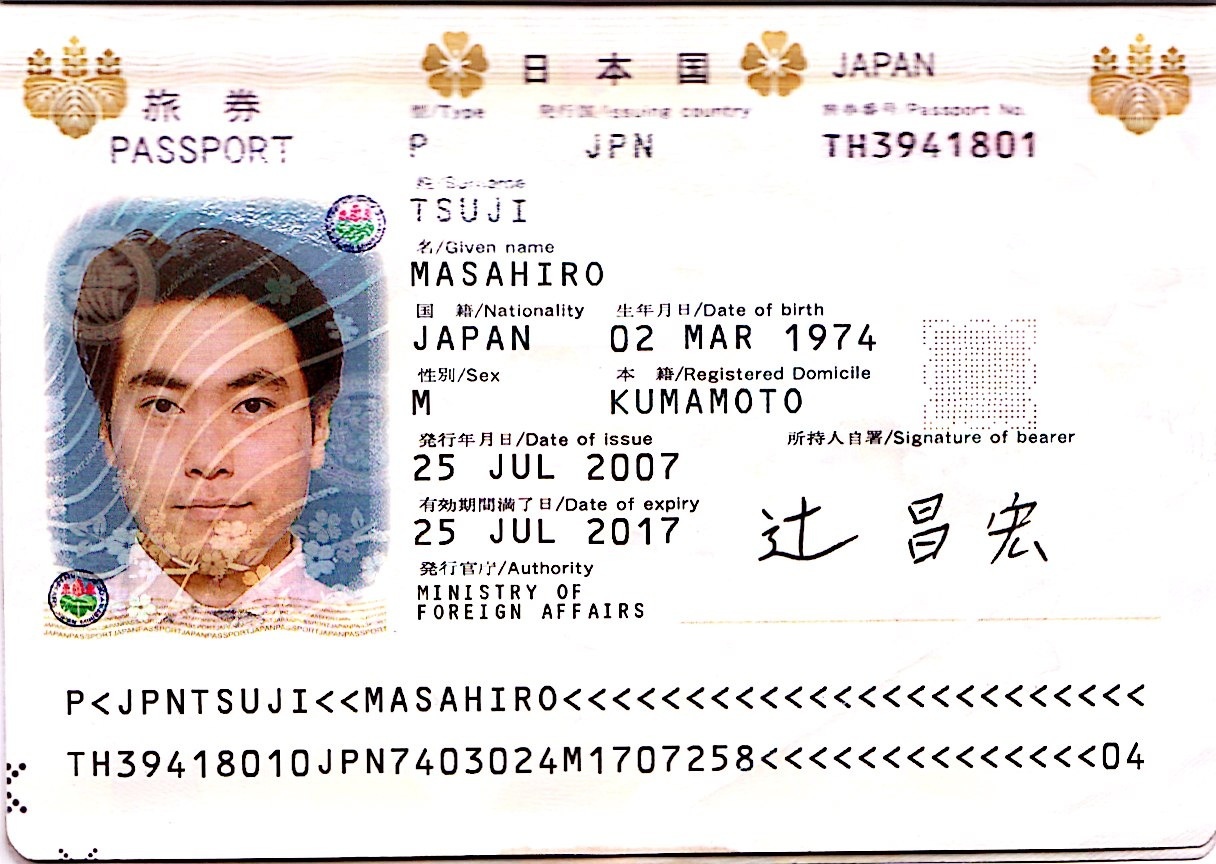 旅券
PASSPORT
日本国 JAPAN
型/Type 発行国/Issuing country 旅券番号/Passport No.
P JPN TH3941801
姓/Surname
TSUJI
名/Given name
MASAHIRO
国 籍/Nationality 生年月日/Date of birth
JAPAN 02 MAR 1974
性別/Sex 本 籍/Registered Domicile
M KUMAMOTO
発行年月日/Date of issue 所持人自署/Signature of bearer
25 JUL 2007
有効期間満了日/Date of expiry
25 JUL 2017
辻 昌宏
発行官庁/Authority
MINISTRY OF
FOREIGN AFFAIRS
JAPANPASSPORTJAPANPASSPORTJAPANPASSPORTJAPANPASSPORT
P<JPNTSUJI<<MASAHIRO<<<<<<<<<<<<<<<<<<<<<<<<
TH39418010JPN7403024M1707258<<<<<<<<<<<<<<04